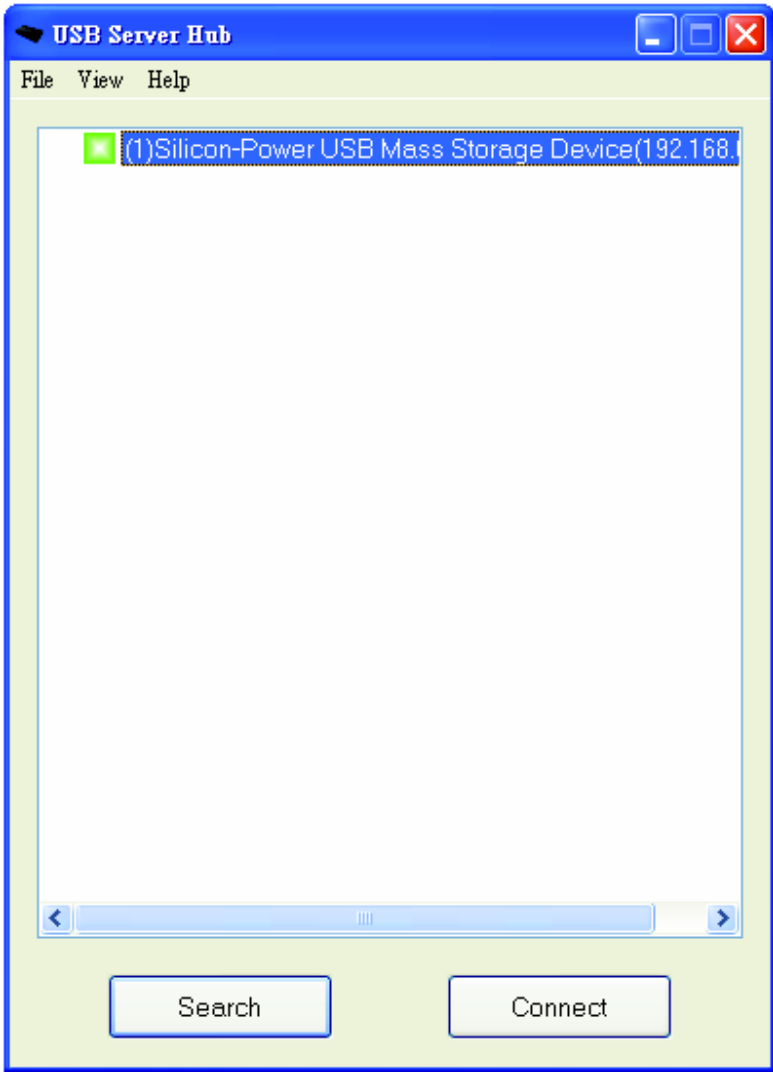 USB Server Hub
File View Help
(1)Silicon-Power USB Mass Storage Device(192.168.
Search
Connect